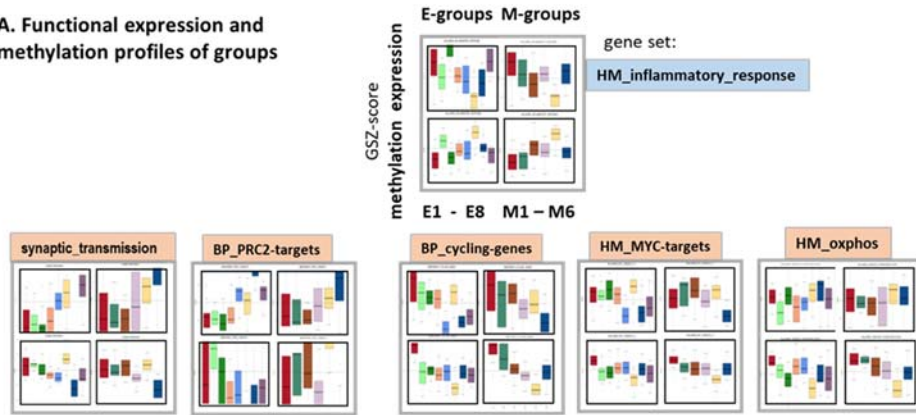 A. Functional expression and
methylation profiles of groups
E-groups M-groups
gene set:
HM_inflammatory_response
GSZ-score
methylation expression
E1 - E8 M1 – M6
synaptic_transmission
BP_PRC2-targets
BP_cycling-genes
HM_MYC-targets
HM_oxphos